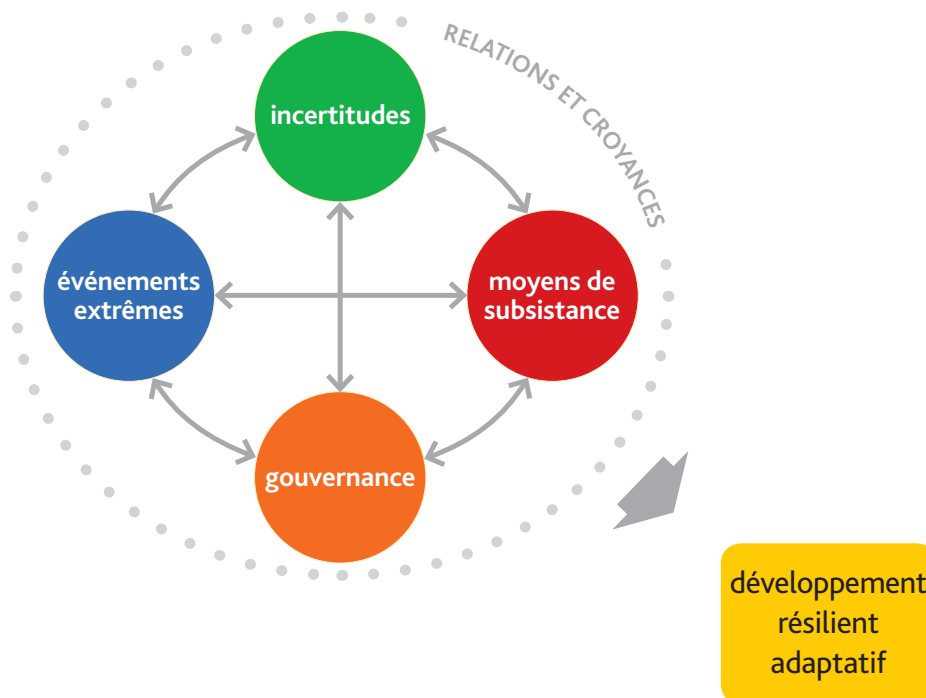 RELATIONS ET CROYANCES
incertitudes
événements
extrêmes
moyens de
subsistance
gouvernance
développement
résilient
adaptatif